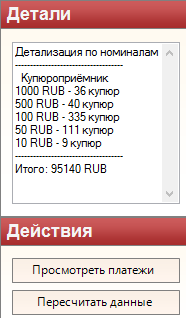 Детали
Детализация по номиналам
------------------------------------
Купюроприёмник
1000 RUB - 36 купюр
500 RUB - 40 купюр
100 RUB - 335 купюр
50 RUB - 111 купюр
10 RUB - 9 купюр
------------------------------------
Итого: 95140 RUB
Действия
Просмотреть платежи
Пересчитать данные